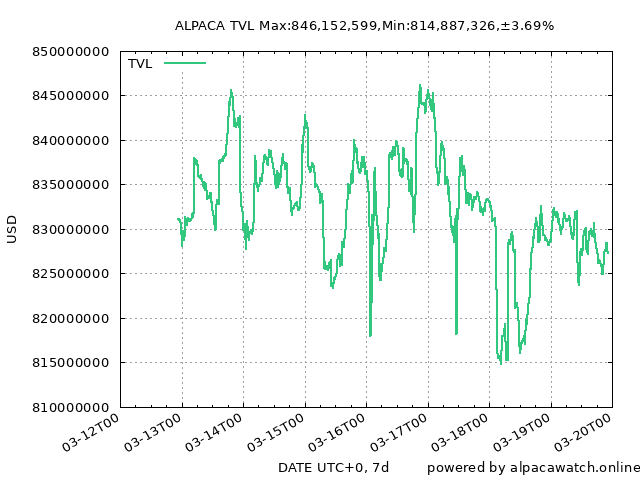 ALPACA TVL Max:846,152,599,Min:814,887,326,±3.69%
850000000
TVL
845000000
840000000
835000000
830000000
825000000
820000000
815000000
810000000
USD
03-12T00
03-13T00
03-14T00
03-15T00
03-16T00
03-17T00
03-18T00
03-19T00
03-20T00
DATE UTC+0, 7d
powered by alpacawatch.online